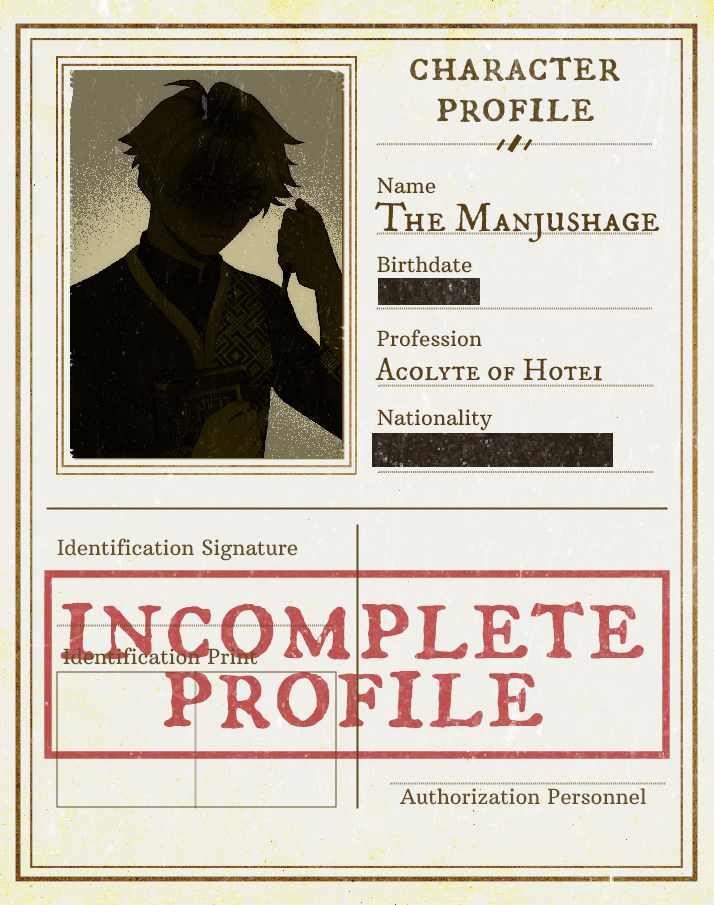 CHARACTER
PROFILE
Name
The Manjushage
Birthdate
Profession
Acolyte of Hotei
Nationality
Identification Signature
INCOMPLETE
Identification Print
PROFILE
Authorization Personnel